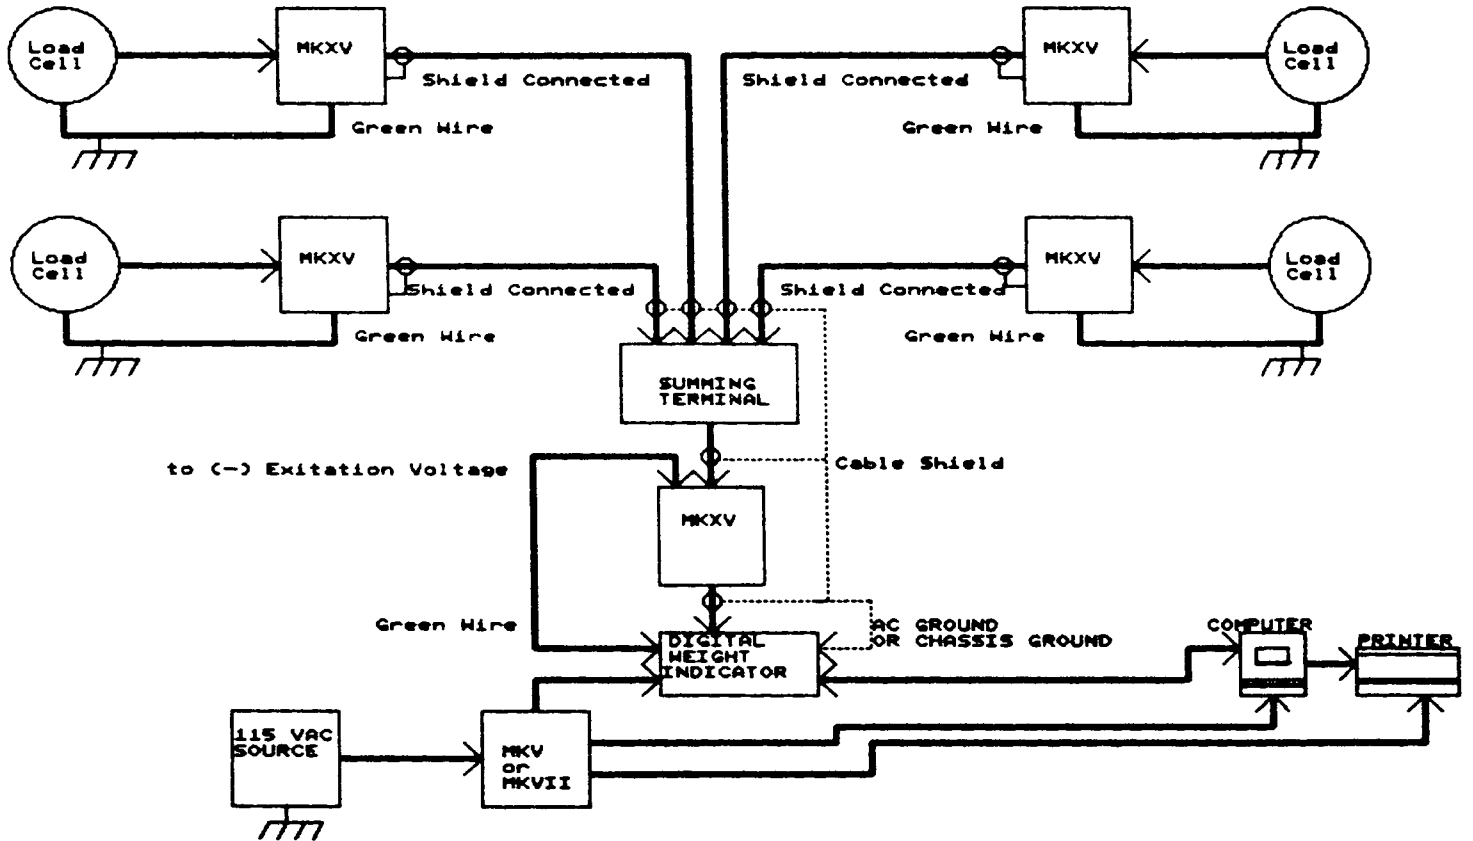 Load
Cell
MKXV
Shield Connected
Green Wire
Shield Connected
Green Wire
MKXV
Load
Cell
Load
Cell
MKXV
Shield Connected
Green Wire
Shield Connected
Green Wire
MKXV
Load
Cell
SUMMING
TERMINAL
to (-) Exitation Voltage
Cable Shield
MKXV
Green Wire
DIGITAL
WEIGHT
INDICATOR
AC GROUND
OR CHASSIS GROUND
COMPUTER
PRINTER
115 VAC
SOURCE
MKV
or
MKVII